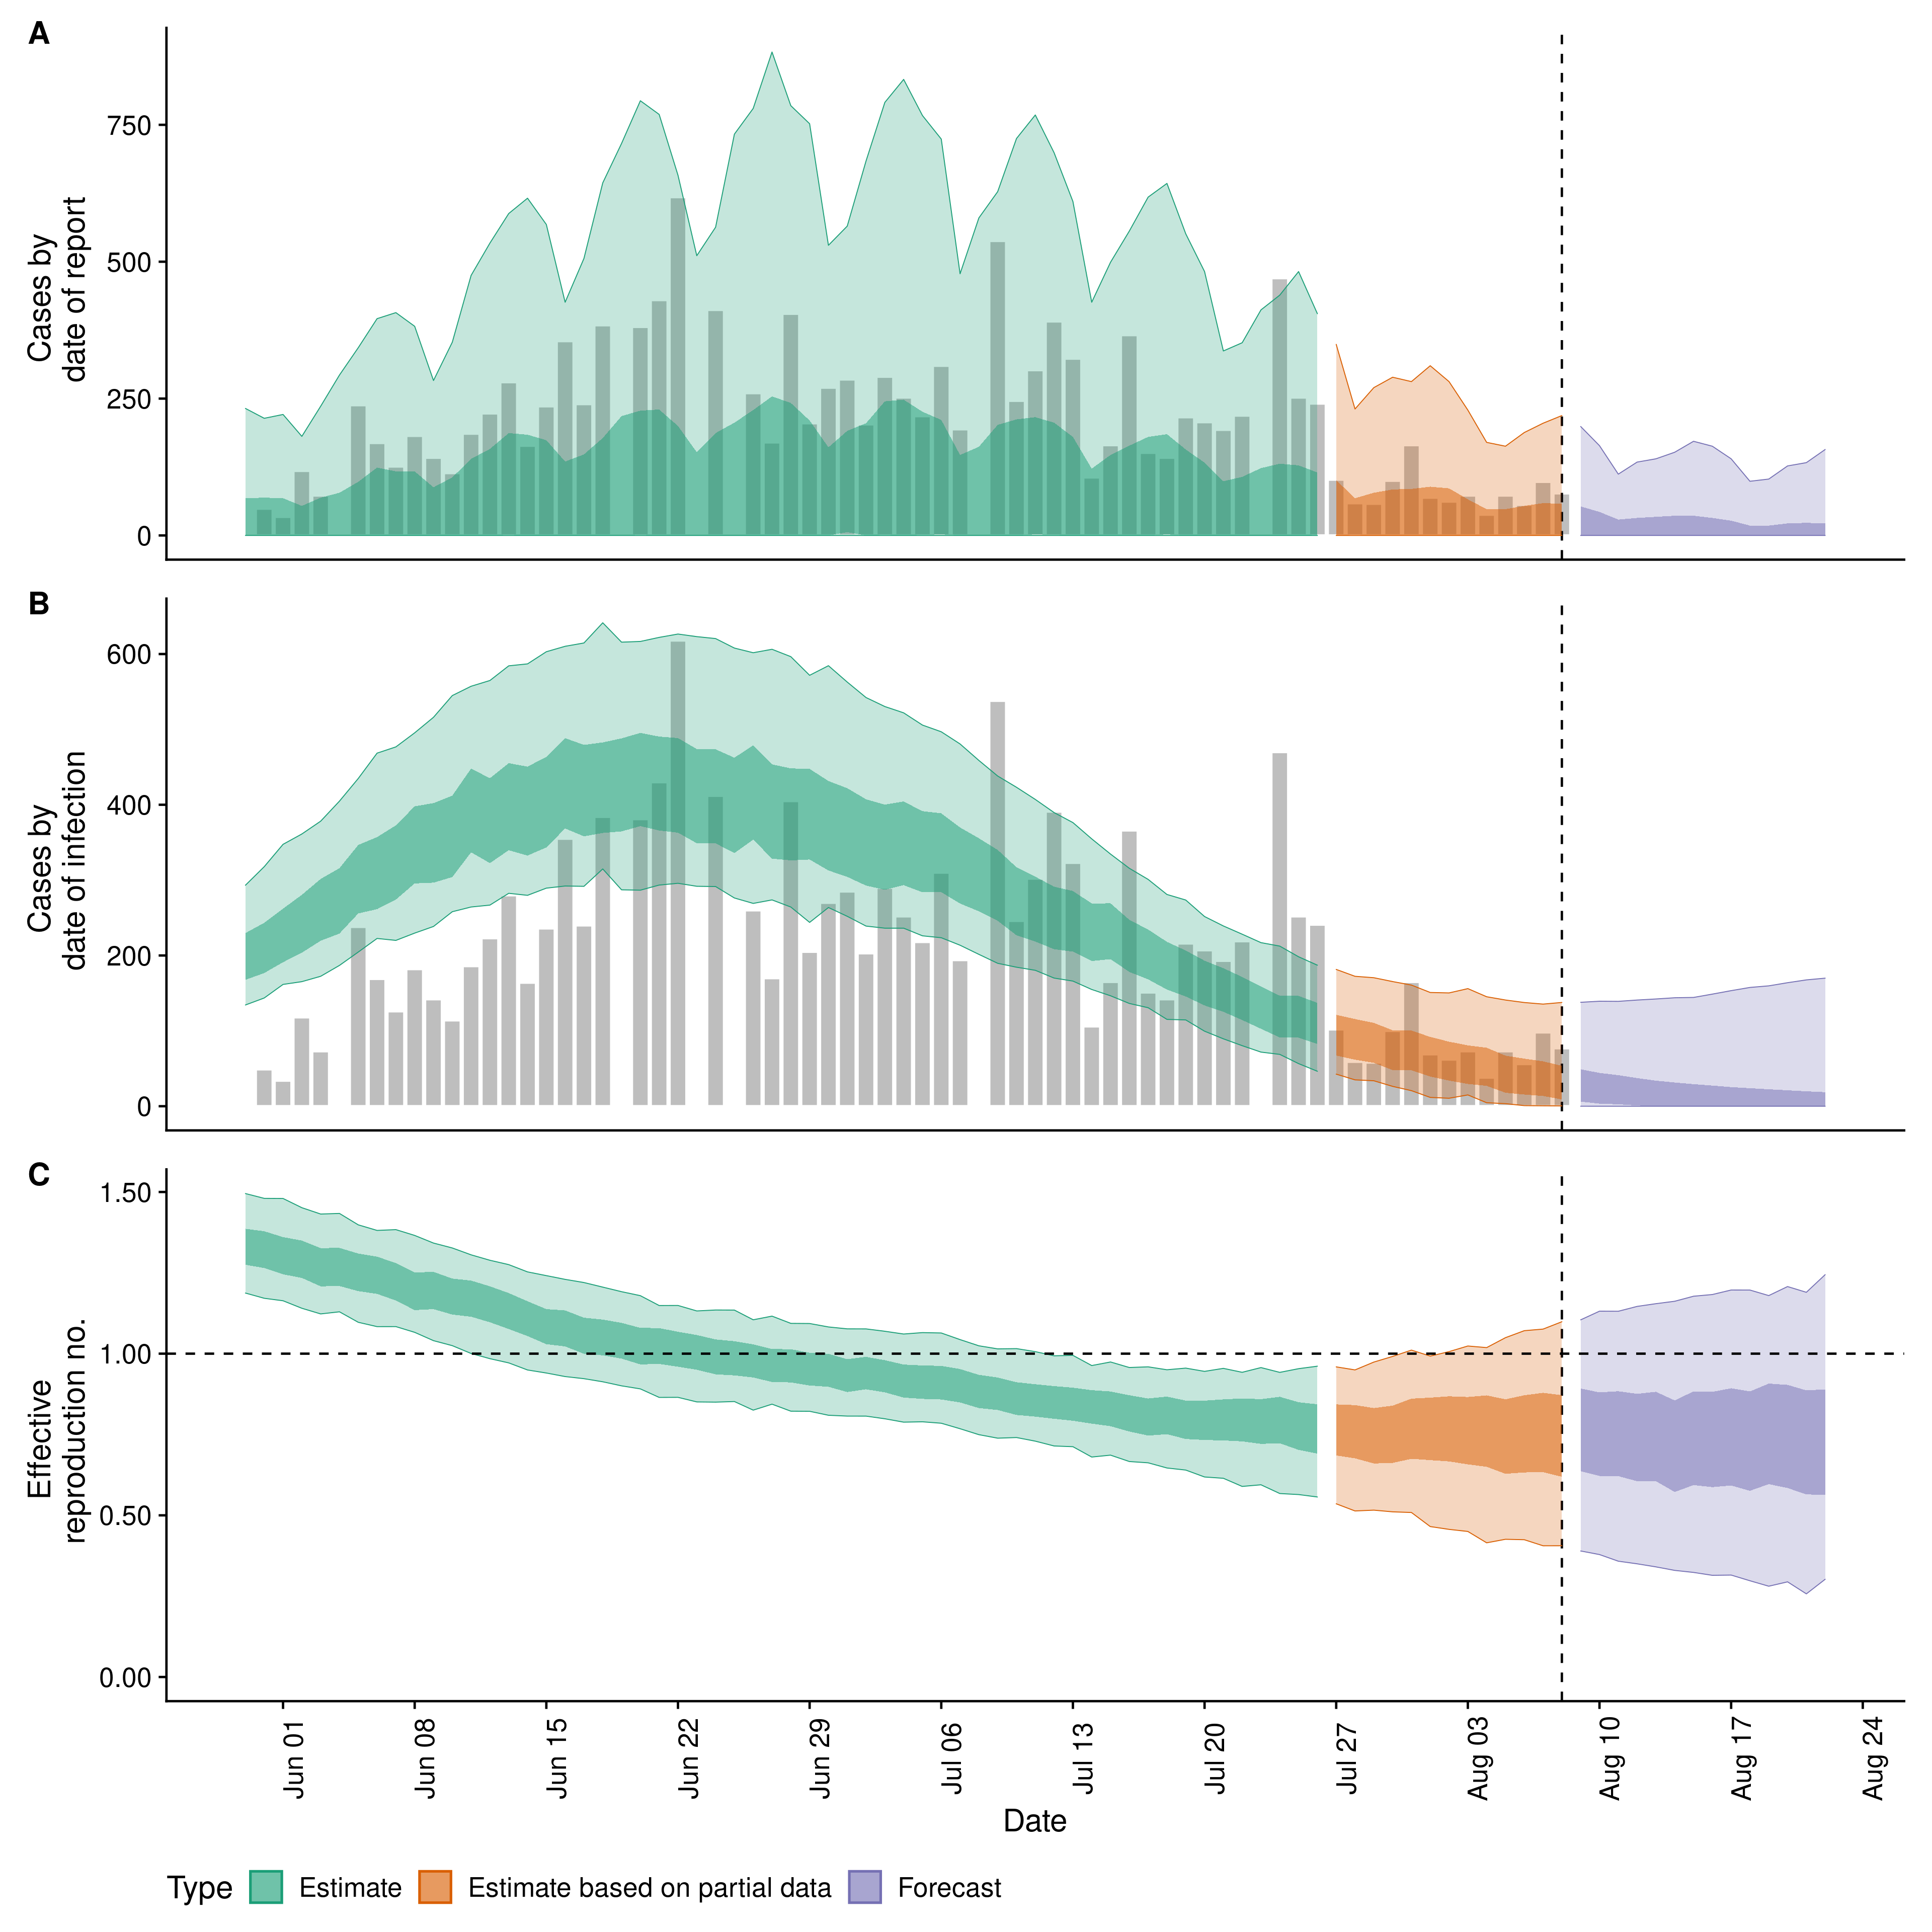 A
Cases by
date of report
750
500
250
0
B
Cases by
date of infection
600
400
200
0
C
Effective
reproduction no.
1.50
1.00
0.50
0.00
Jun 01
Jun 08
Jun 15
Jun 22
Jun 29
Jul 06
Jul 13
Jul 20
Jul 27
Aug 03
Aug 10
Aug 17
Aug 24
Date
Type Estimate Estimate based on partial data Forecast